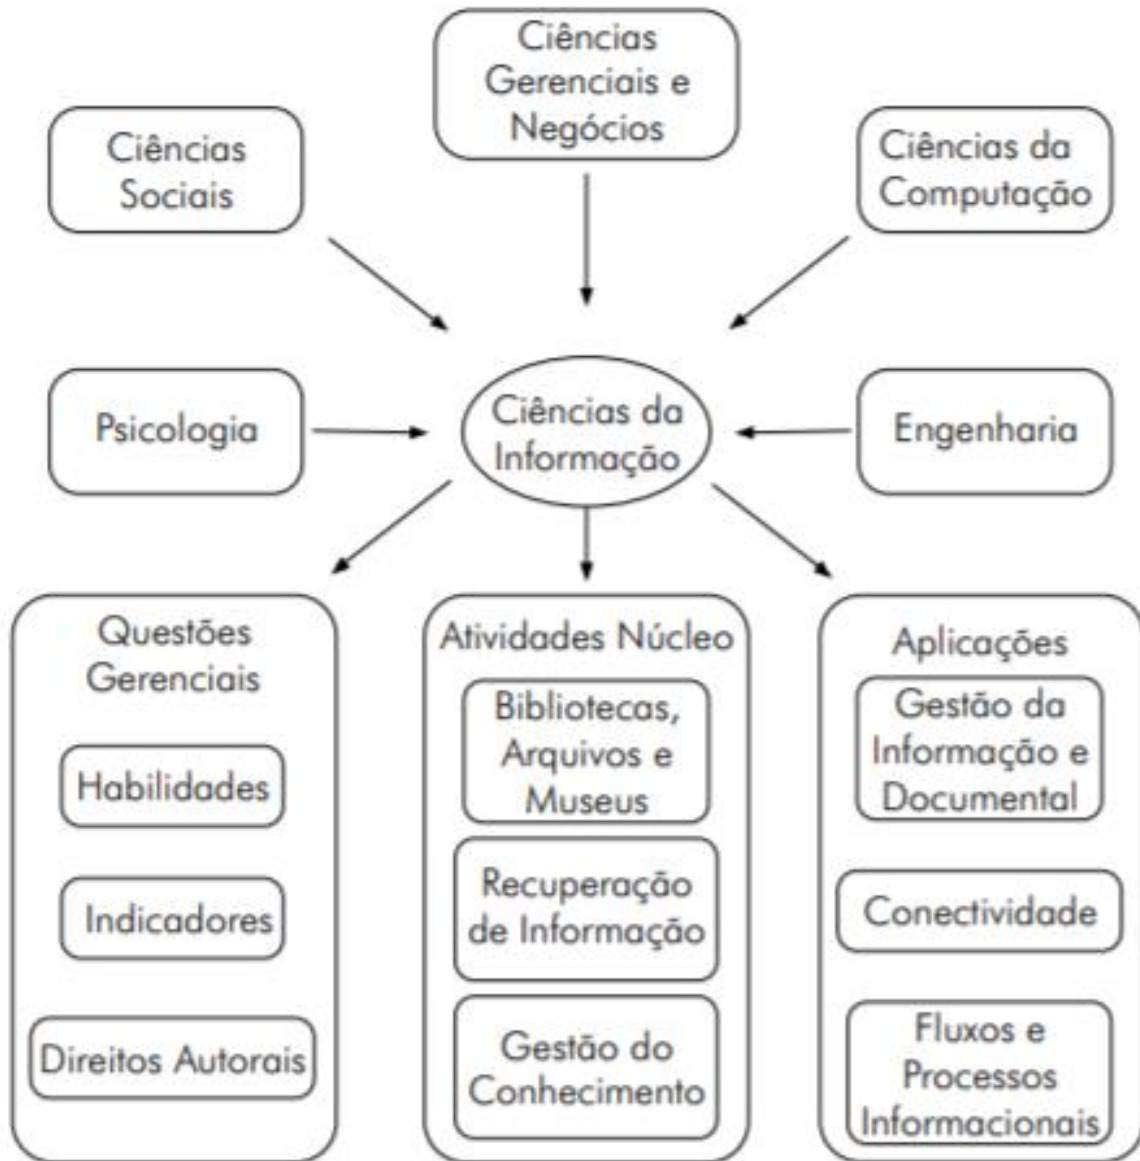 Ciências
Gerenciais e
Negócios
Ciências
Sociais
Ciências da
Computação
Psicologia
Ciências da
Informação
Engenharia
Questões
Gerenciais
Habilidades
Indicadores
Direitos Autorais
Atividades Núcleo
Bibliotecas,
Arquivos e
Museus
Recuperação
de Informação
Gestão do
Conhecimento
Aplicações
Gestão da
Informação e
Documental
Conectividade
Fluxos e
Processos
Informacionais